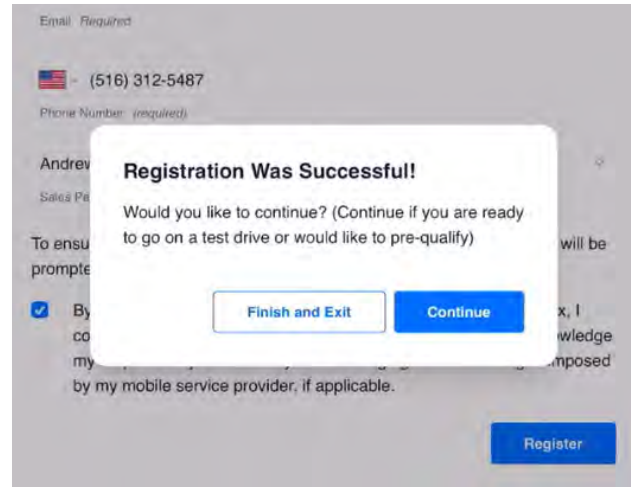 Email Required
(516) 312-5487
Phone Number (required)
Andrew
Sales Pe
Registration Was Successful!
Would you like to continue? (Continue if you are ready
to go on a test drive or would like to pre-qualify)
To ensu will be
prompte
Finish and Exit Continue
By x, I
co wledge
my mposed
by my mobile service provider, if applicable.
Register